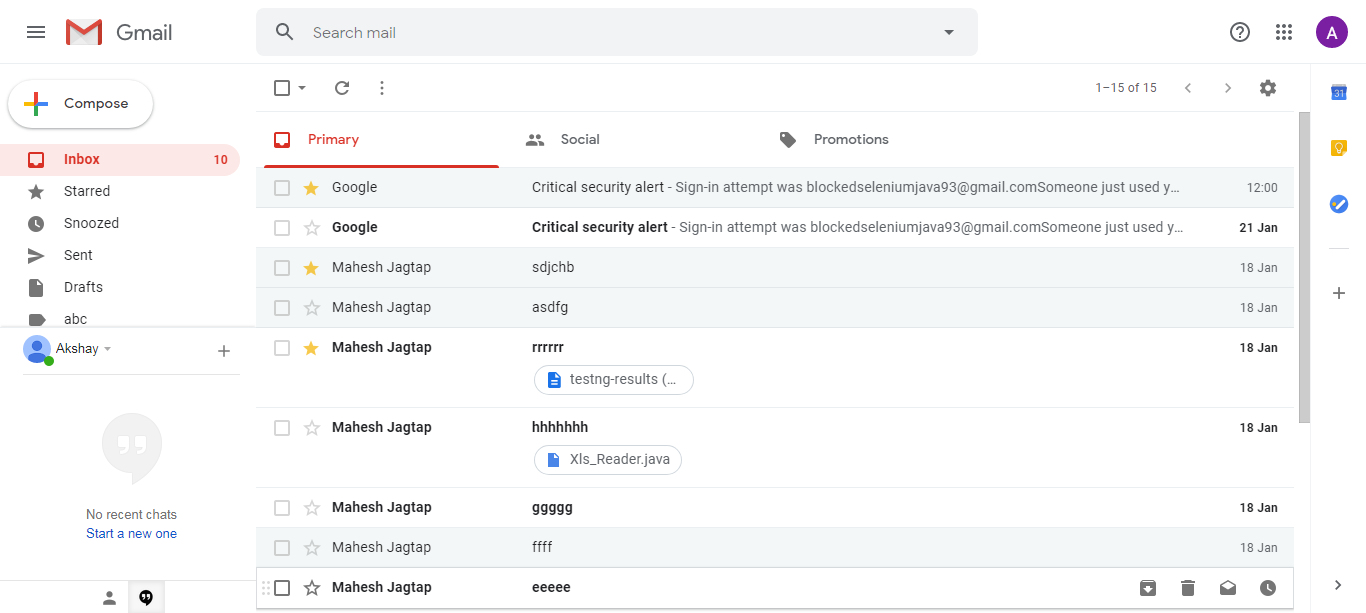 Gmail
Search mail
A
Compose
1–15 of 15
31
Primary
Social
Promotions
Inbox 10
Starred
Snoozed
Sent
Drafts
abc
Akshay
No recent chats
Start a new one
Google Critical security alert - Sign-in attempt was blockedseleniumjava93@gmail.comSomeone just used y... 12:00
Google Critical security alert - Sign-in attempt was blockedseleniumjava93@gmail.comSomeone just used y... 21 Jan
Mahesh Jagtap sdjchb 18 Jan
Mahesh Jagtap asdfg 18 Jan
Mahesh Jagtap rrrrrr 18 Jan
testng-results (...
Mahesh Jagtap hhhhhhh 18 Jan
Xls_Reader.java
Mahesh Jagtap ggggg 18 Jan
Mahesh Jagtap ffff 18 Jan
Mahesh Jagtap eeeee